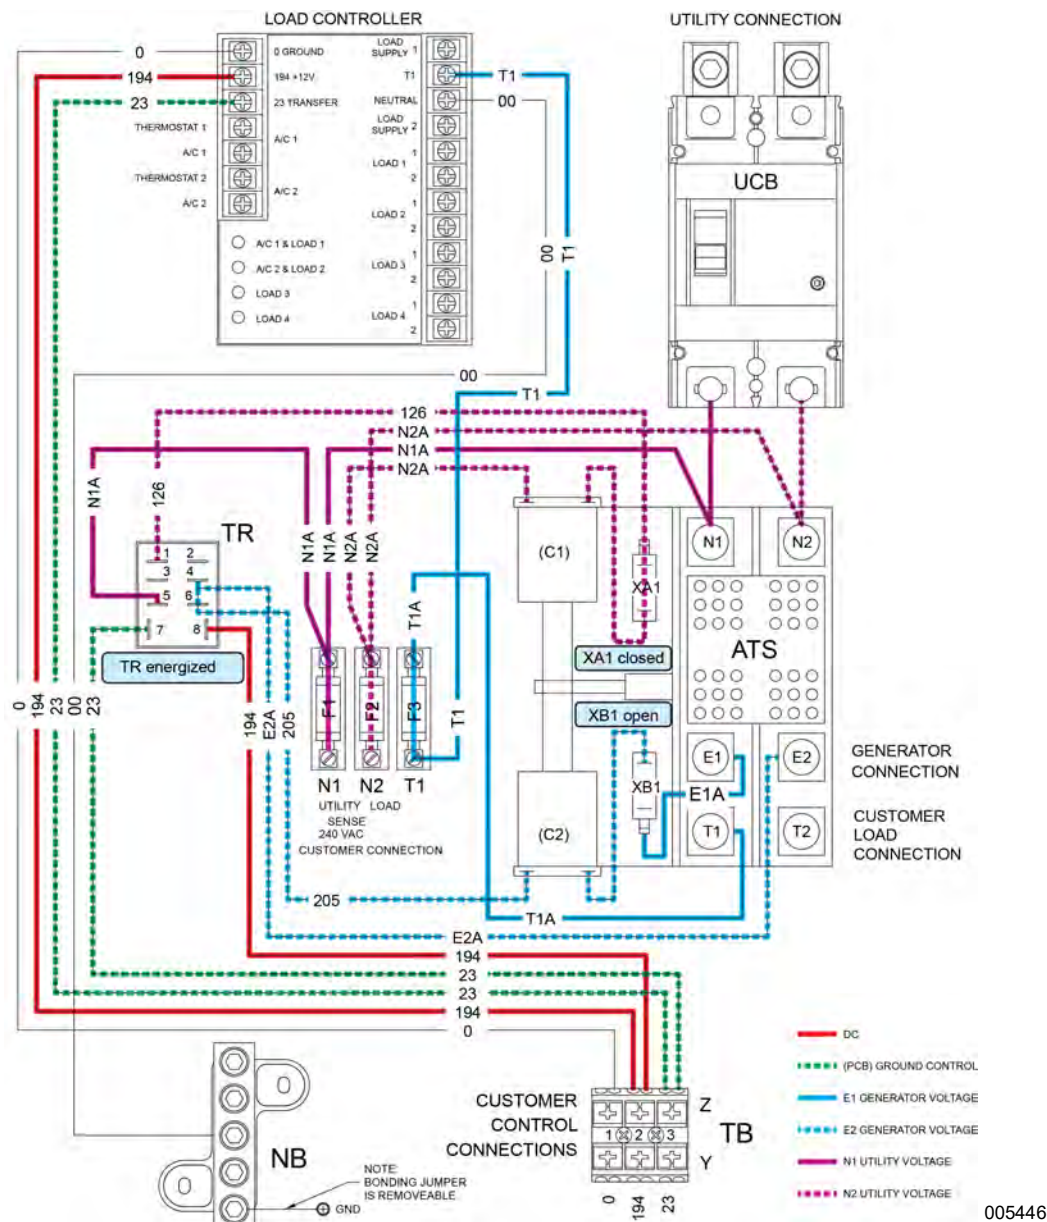 LOAD CONTROLLER
UTILITY CONNECTION
0
194
23
0 GROUND
194 +12V
23 TRANSFER
THERMOSTAT 1
A/C 1
A/C 1
THERMOSTAT 2
A/C 2
A/C 2
LOAD
SUPPLY 1
T1
NEUTRAL
LOAD
SUPPLY 2
1
LOAD 1
2
1
LOAD 2
2
1
LOAD 3
2
1
LOAD 4
2
A/C 1 & LOAD 1
A/C 2 & LOAD 2
LOAD 3
LOAD 4
T1
00
00
T1
UCB
00
T1
126
N2A
N1A
N2A
N1A
126
N1A
N1A
N2A
N2A
T1A
TR
1 2
3 4
5 6
7 8
TR energized
(C1)
XA1
XA1 closed
XB1 open
XB1
(C2)
N1
N2
ATS
E1
E2
T1
T2
E1A
GENERATOR
CONNECTION
CUSTOMER
LOAD
CONNECTION
0
194
23
00
23
194
E2A
205
F1
F2
F3
T1
N1 N2 T1
UTILITY LOAD
SENSE
240 VAC
CUSTOMER CONNECTION
205
T1A
E2A
194
23
23
194
0
CUSTOMER
CONTROL
CONNECTIONS
1 2 3
Z
TB
Y
0
194
23
NB
NOTE:
BONDING JUMPER
IS REMOVEABLE
GND
DC
(PCB) GROUND CONTROL
E1 GENERATOR VOLTAGE
E2 GENERATOR VOLTAGE
N1 UTILITY VOLTAGE
N2 UTILITY VOLTAGE
005446